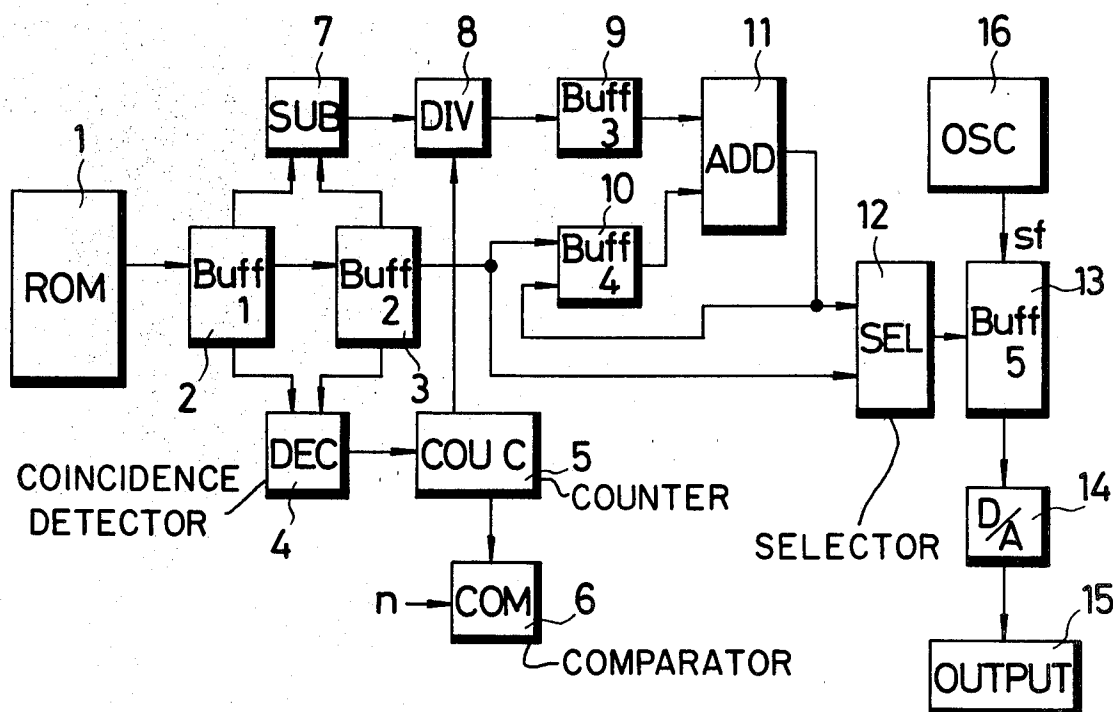 7
8
9
11
16
1
SUB
DIV
Buff
3
ADD
OSC
10
12
sf
13
ROM
Buff
1
Buff
2
Buff
4
SEL
Buff
5
2
3
DEC
COU C
5
COUNTER
COINCIDENCE
DETECTOR
4
SELECTOR
D/A
14
n
COM
6
COMPARATOR
15
OUTPUT